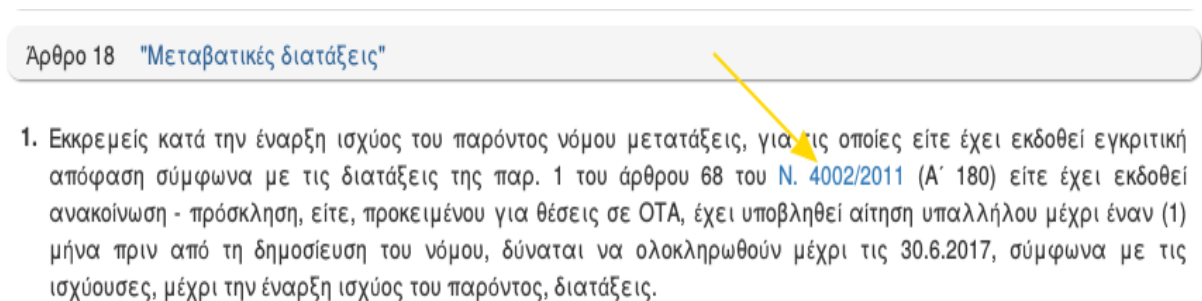 Άρθρο 18 "Μεταβατικές διατάξεις"
1. Εκκρεμείς κατά την έναρξη ισχύος του παρόντος νόμου μετατάξεις, για τις οποίες είτε έχει εκδοθεί εγκριτική
απόφαση σύμφωνα με τις διατάξεις της παρ. 1 του άρθρου 68 του Ν. 4002/2011 (Α΄ 180) είτε έχει εκδοθεί
ανακοίνωση - πρόσκληση, είτε, προκειμένου για θέσεις σε ΟΤΑ, έχει υποβληθεί αίτηση υπαλλήλου μέχρι έναν (1)
μήνα πριν από τη δημοσίευση του νόμου, δύναται να ολοκληρωθούν μέχρι τις 30.6.2017, σύμφωνα με τις
ισχύουσες, μέχρι την έναρξη ισχύος του παρόντος, διατάξεις.